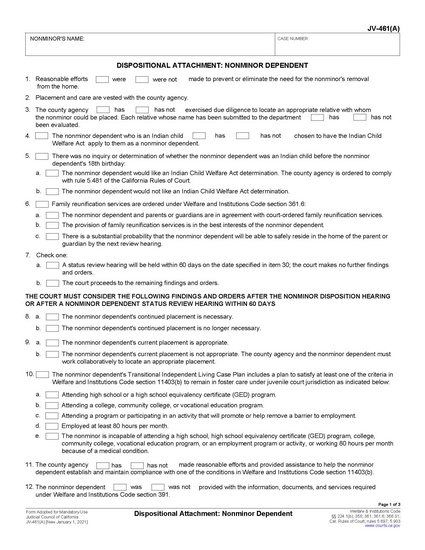 JV-461(A)
NONMINOR'S NAME:
CASE NUMBER:
DISPOSITIONAL ATTACHMENT: NONMINOR DEPENDENT
1. Reasonable efforts were were not made to prevent or eliminate the need for the nonminor's removal
from the home.
2. Placement and care are vested with the county agency.
3. The county agency has has not exercised due diligence to locate an appropriate relative with whom
the nonminor could be placed. Each relative whose name has been submitted to the department has has not
been evaluated.
4. The nonminor dependent who is an Indian child has has not chosen to have the Indian Child
Welfare Act apply to them as a nonminor dependent.
5. There was no inquiry or determination of whether the nonminor dependent was an Indian child before the nonminor
dependent's 18th birthday:
a. The nonminor dependent would like an Indian Child Welfare Act determination. The county agency is ordered to comply
with rule 5.481 of the California Rules of Court.
b. The nonminor dependent would not like an Indian Child Welfare Act determination.
6. Family reunification services are ordered under Welfare and Institutions Code section 361.6:
a. The nonminor dependent and parents or guardians are in agreement with court-ordered family reunification services.
b. The provision of family reunification services is in the best interests of the nonminor dependent.
c. There is a substantial probability that the nonminor dependent will be able to safely reside in the home of the parent or
guardian by the next review hearing.
7. Check one:
a. A status review hearing will be held within 60 days on the date specified at item 30; the court makes no further findings
and orders.
b. The court proceeds to the remaining findings and orders.
THE COURT MUST CONSIDER THE FOLLOWING FINDINGS AND ORDERS AFTER THE NONMINOR DISPOSITION HEARING
OR AFTER A NONMINOR DEPENDENT STATUS REVIEW HEARING WITHIN 60 DAYS
8. a. The nonminor dependent's continued placement is necessary.
b. The nonminor dependent's continued placement is no longer necessary.
9. a. The nonminor dependent's current placement is appropriate.
b. The nonminor dependent's current placement is not appropriate. The county agency and the nonminor dependent must
work collaboratively to locate an appropriate placement.
10. The nonminor dependent's Transitional Independent Living Case Plan includes a plan to satisfy at least one of the criteria in
Welfare and Institutions Code section 11403(b) to remain in foster care under juvenile court jurisdiction as indicated below:
a. Attending high school or a high school equivalency certificate (GED) program.
b. Attending a college, community college, or vocational education program.
c. Attending a program or participating in an activity that will promote or help remove a barrier to employment.
d. Employed at least 80 hours per month.
e. The nonminor is incapable of attending a high school, high school equivalency certificate (GED) program, college,
community college, vocational education program, or an employment program or activity, or working 80 hours per month
because of a medical condition.
11. The county agency has has not made reasonable efforts and provided assistance to help the nonminor
dependent establish and maintain compliance with one of the conditions in Welfare and Institutions Code section 11403(b).
12. The nonminor dependent was was not provided with the information, documents, and services required
under Welfare and Institutions Code section 391.
Page 1 of 3
Form Adopted for Mandatory Use
Judicial Council of California
JV-461(A) [New January 1, 2021]
Dispositional Attachment: Nonminor Dependent
Welfare & Institutions Code
Cal. Rules of Court, rules 5.697, 5.903
www.courts.ca.gov